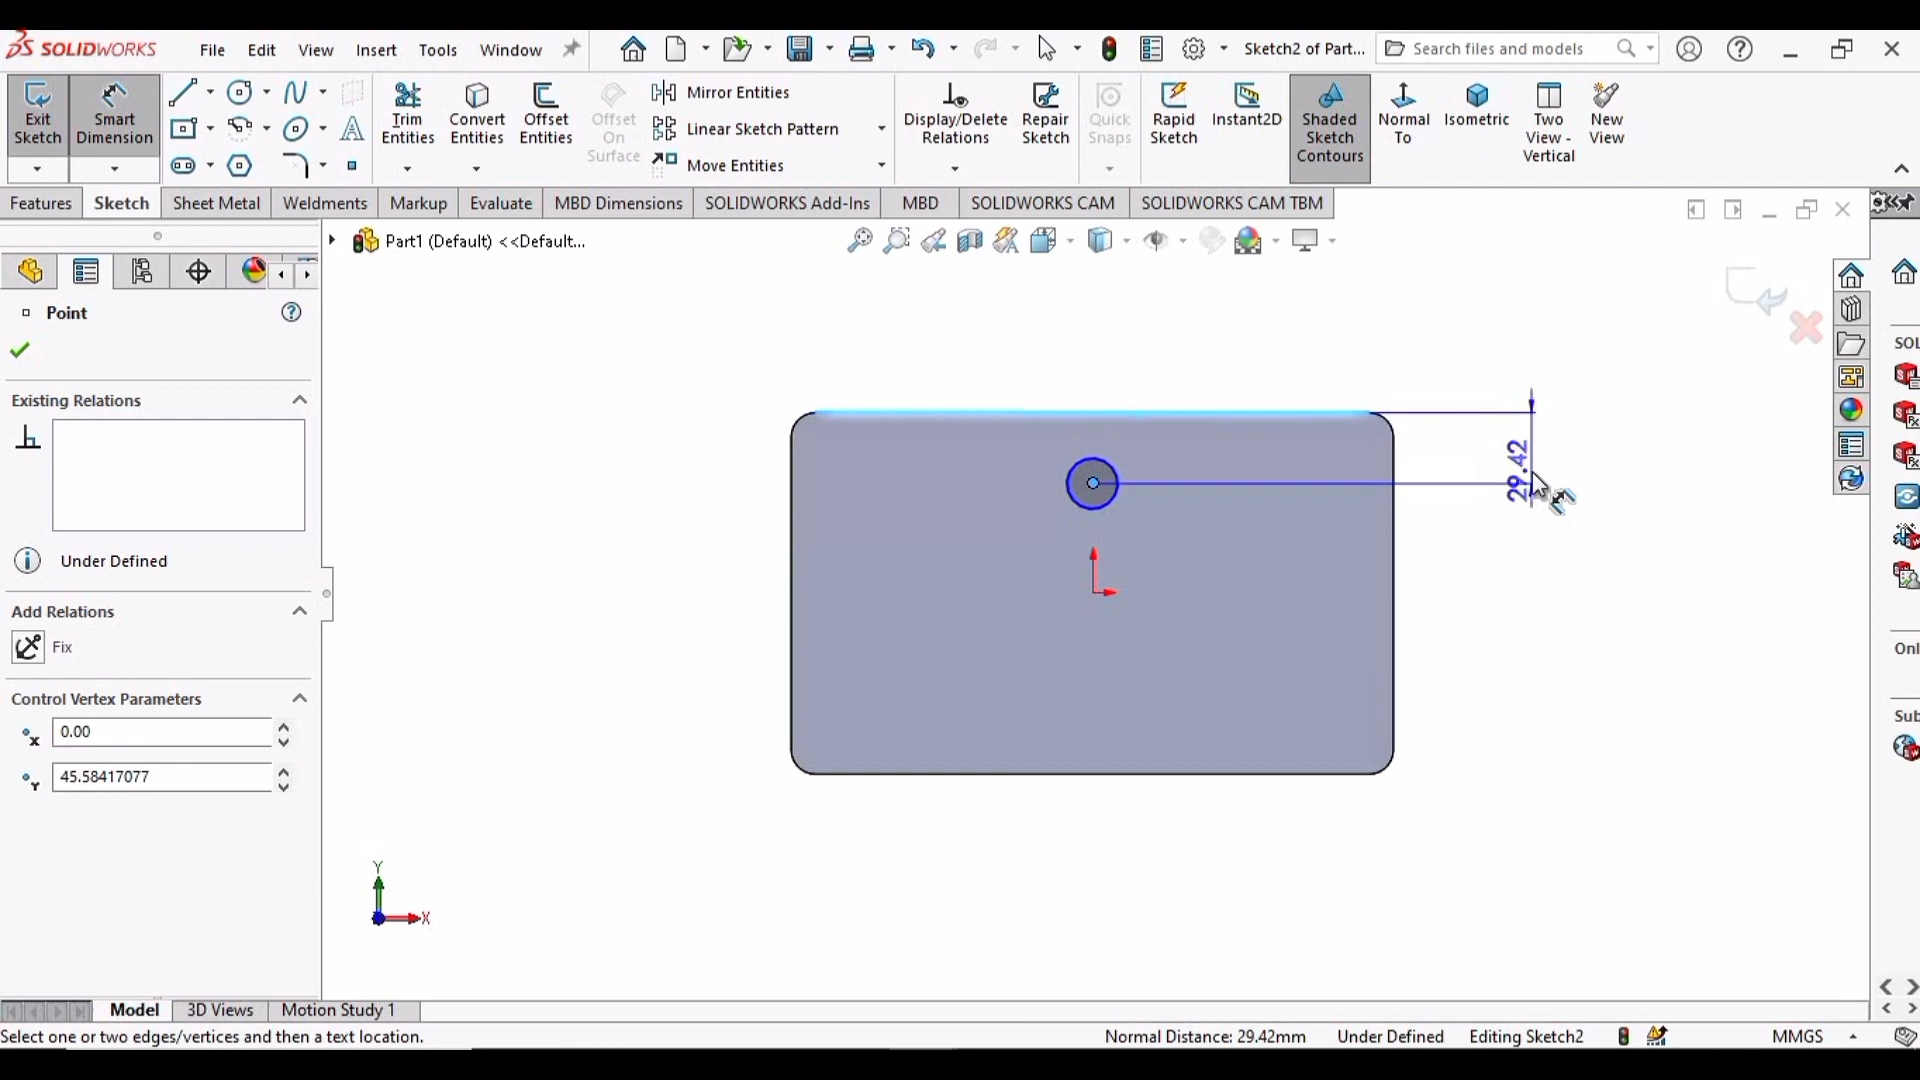 SOLIDWORKS File Edit View Insert Tools Window Sketch2 of Part... Search files and models
Exit Sketch
Smart Dimension
Trim Entities
Convert Entities
Offset Entities
Offset On Surface
Mirror Entities
Linear Sketch Pattern
Move Entities
Display/Delete Relations
Repair Sketch
Quick Snaps
Rapid Sketch
Instant2D
Shaded Sketch Contours
Normal To
Isometric
Two View - Vertical
New View
Features Sketch Sheet Metal Weldments Markup Evaluate MBD Dimensions SOLIDWORKS Add-Ins MBD SOLIDWORKS CAM SOLIDWORKS CAM TBM
Part1 (Default) <<Default...
Point
Existing Relations
Under Defined
Add Relations
Fix
Control Vertex Parameters
0.00
45.58417077
29.42
Y
X
SOL
Onl
Sub
Model 3D Views Motion Study 1
Select one or two edges/vertices and then a text location. Normal Distance: 29.42mm Under Defined Editing Sketch2 MMGS